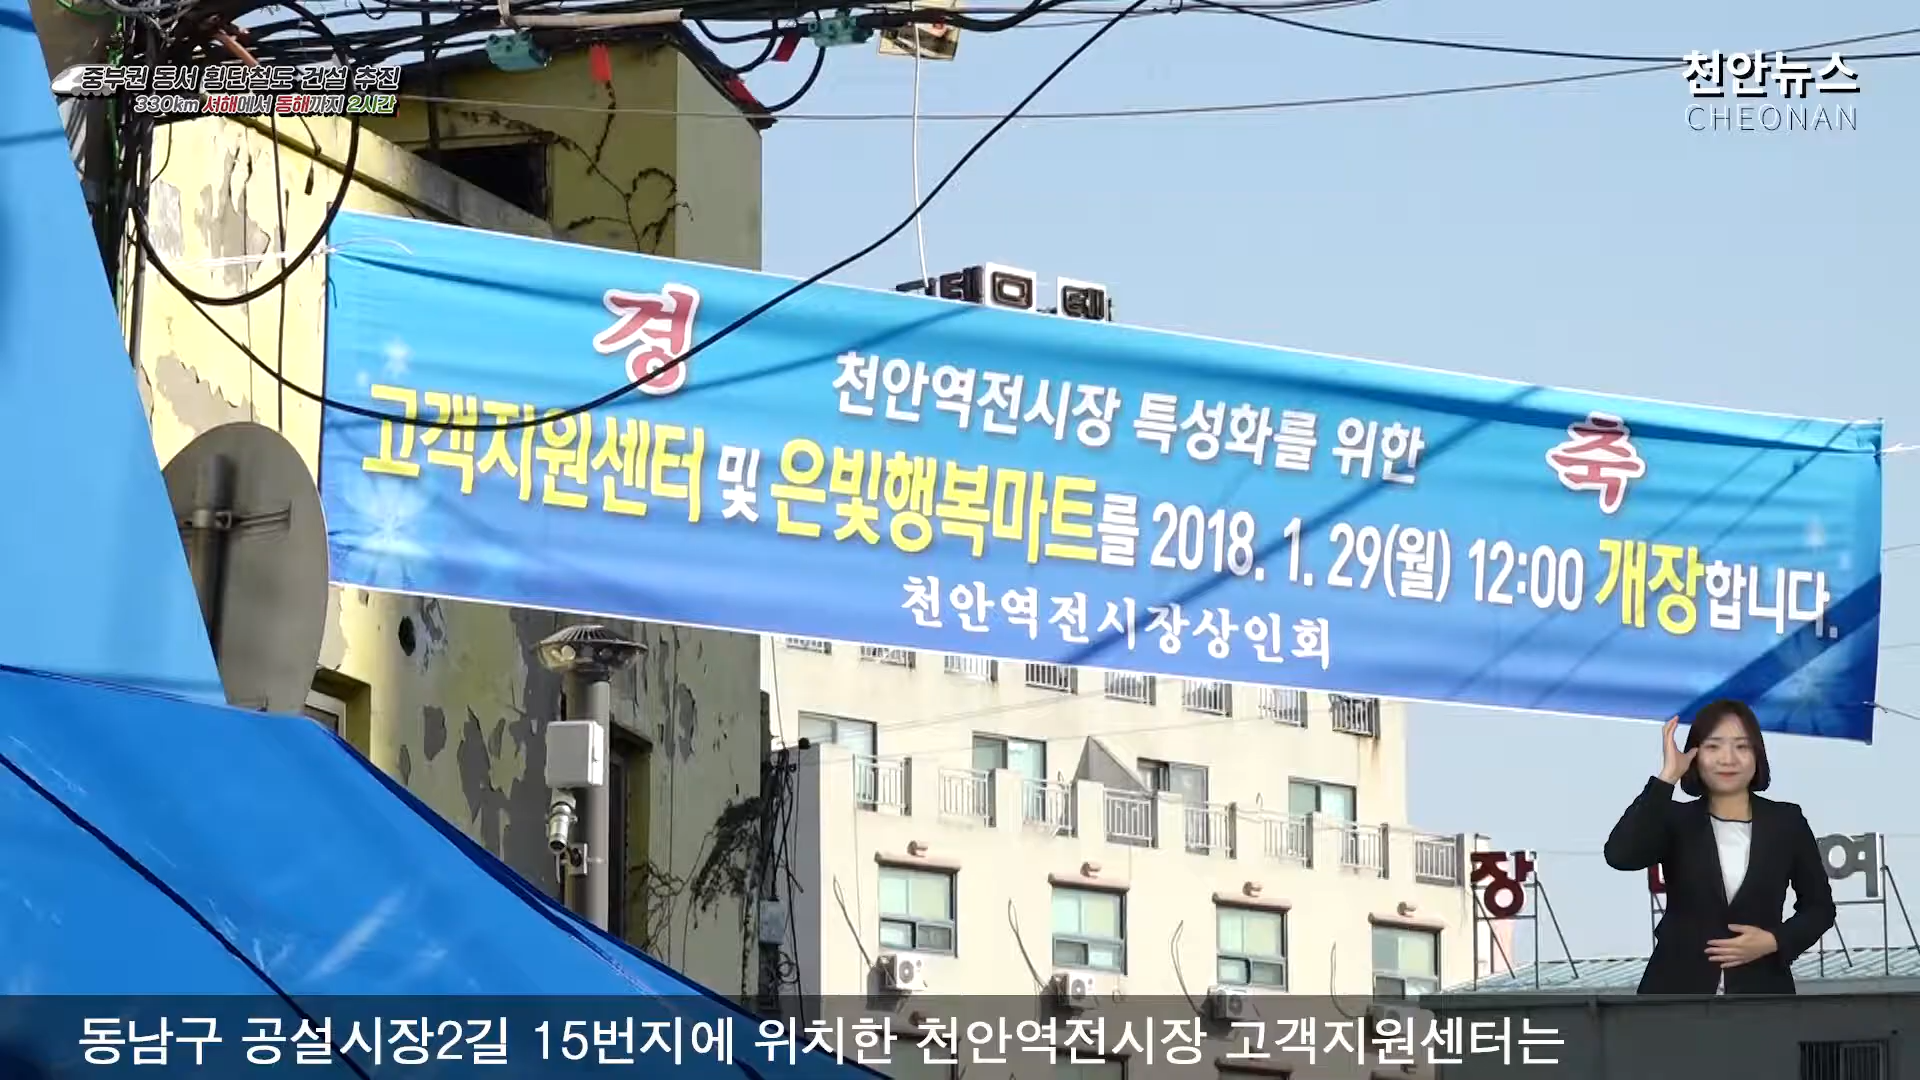 중부권 동서 횡단철도 건설 추진
330km 서해에서 동해까지 2시간
천안뉴스
CHEONAN
텔
경 축
천안역전시장 특성화를 위한
고객지원센터 및 은빛행복마트를 2018. 1. 29(월) 12:00 개장합니다.
천안역전시장상인회
장
역
동남구 공설시장2길 15번지에 위치한 천안역전시장 고객지원센터는